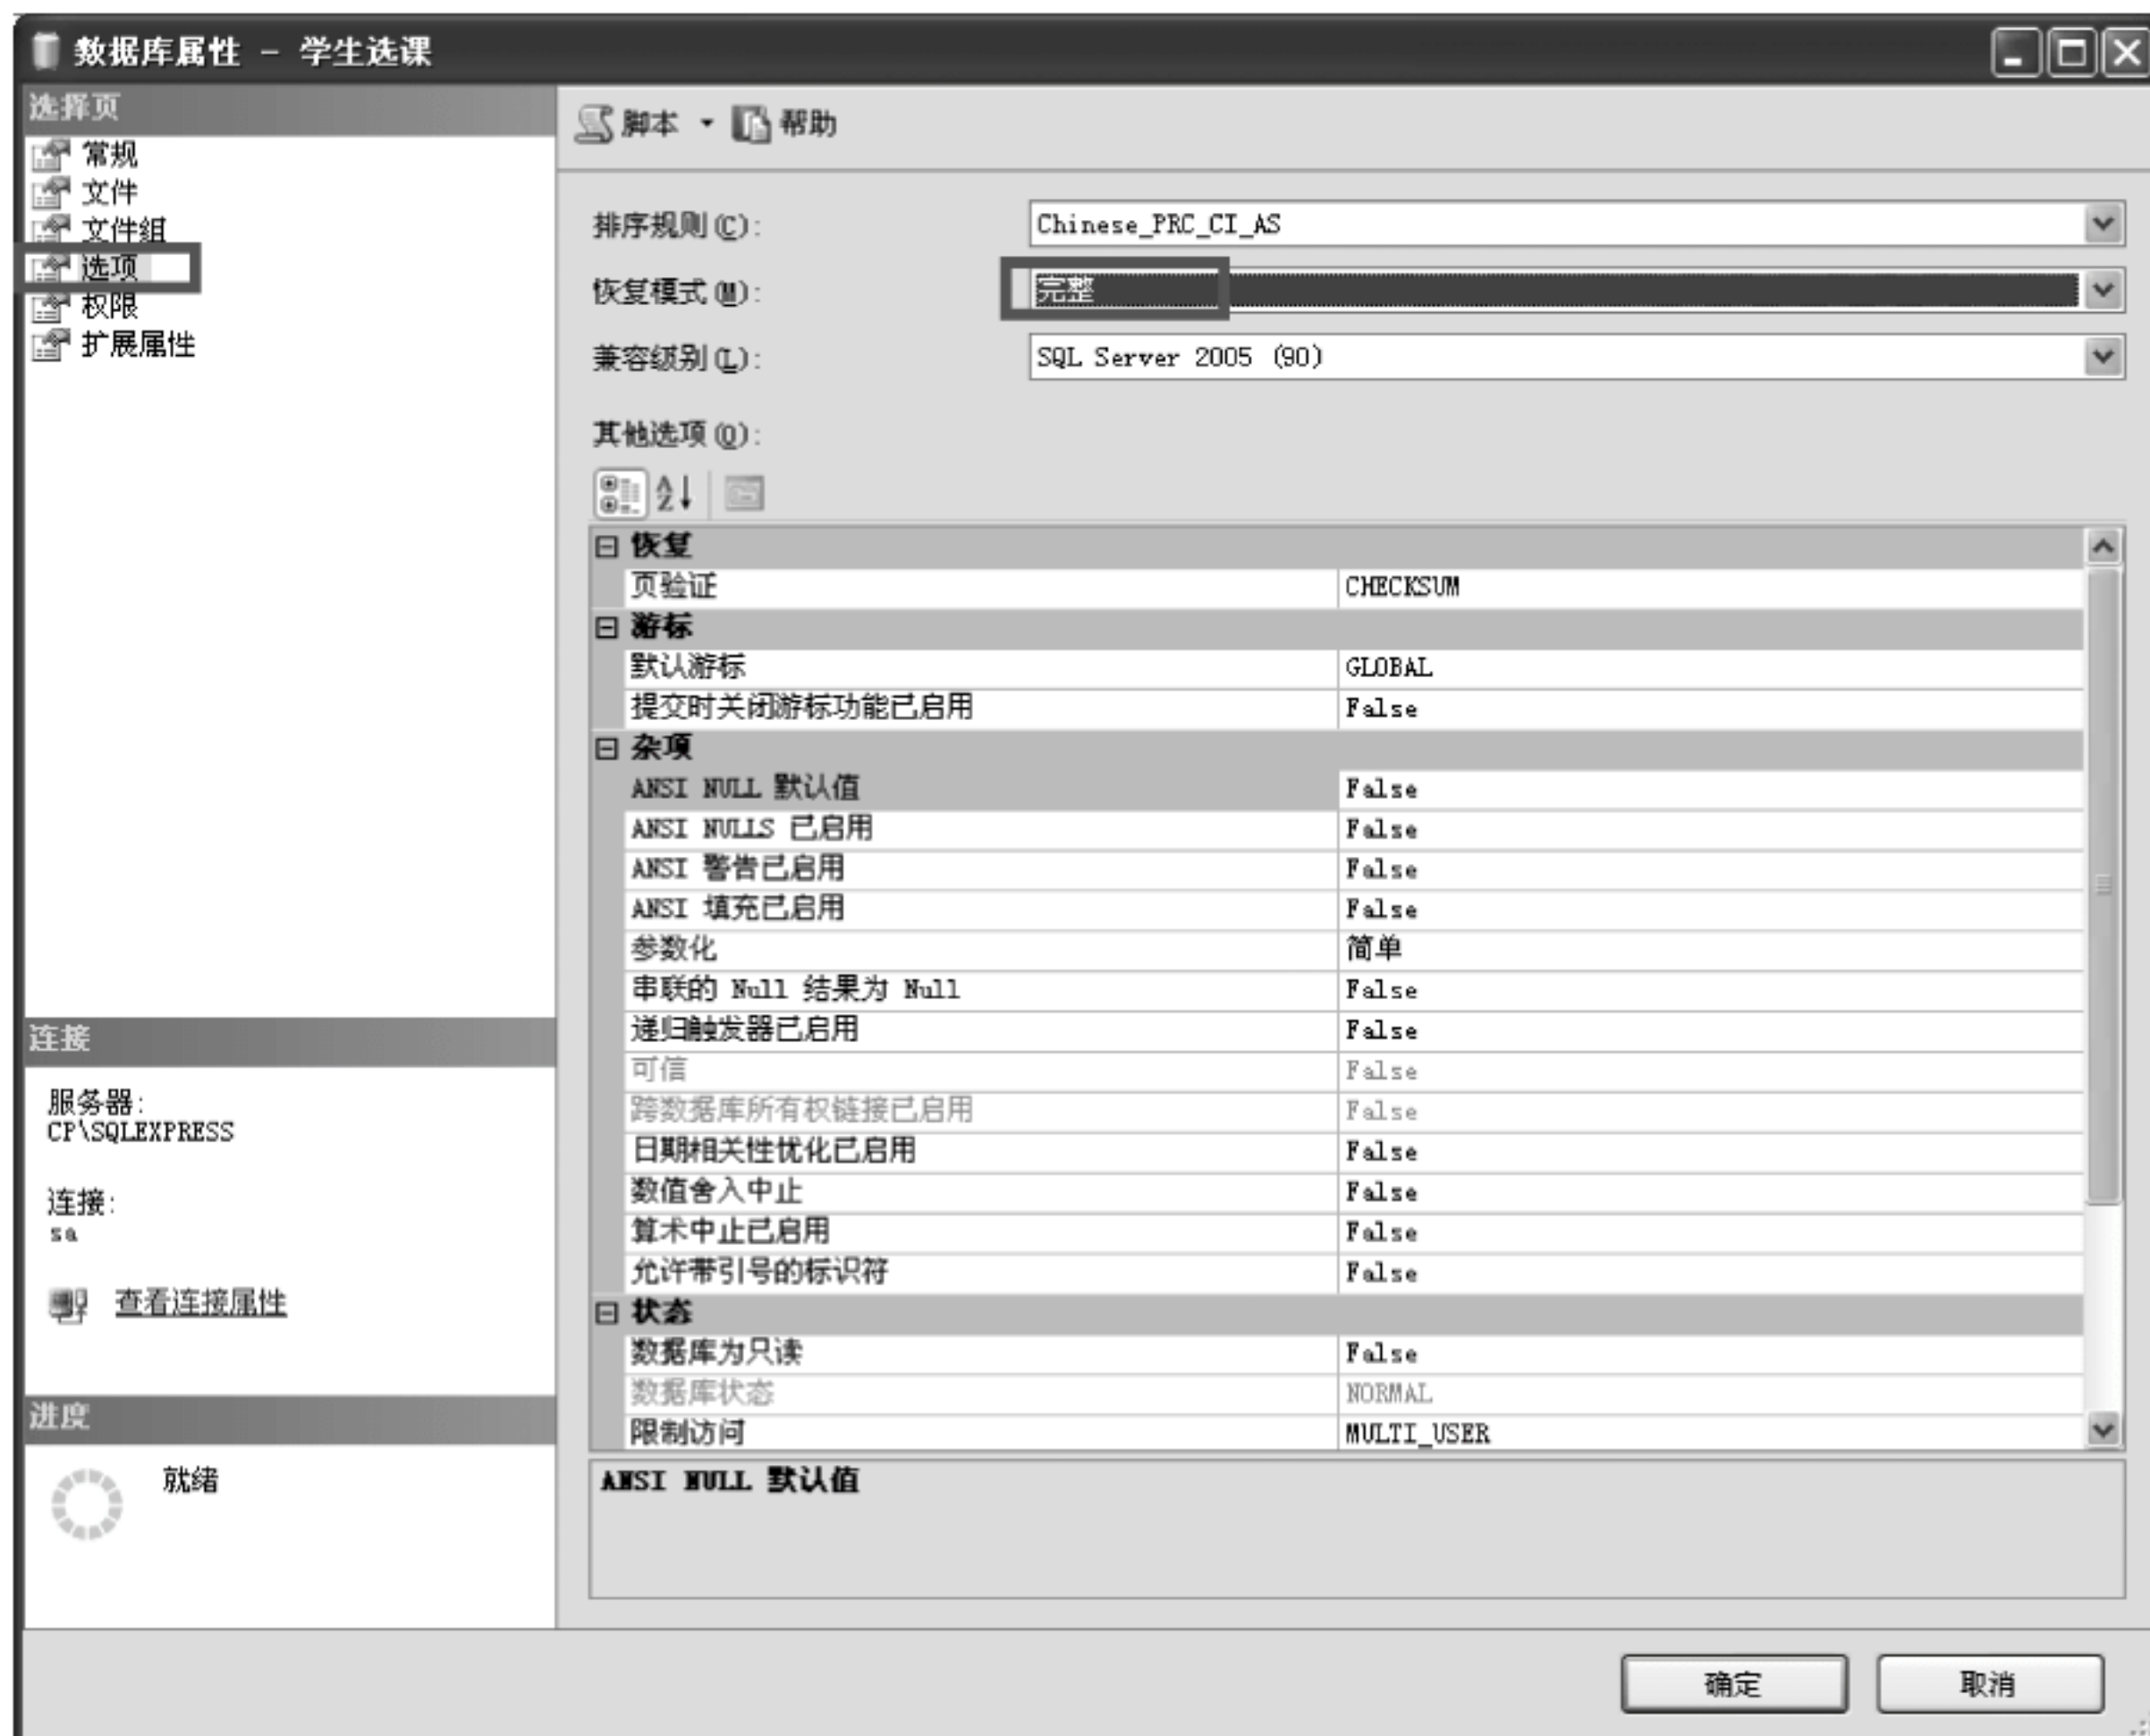 数据库属性 - 学生选课
选择页
常规
文件
文件组
选项
权限
扩展属性
脚本 帮助
排序规则(C): Chinese_PRC_CI_AS
恢复模式(M): 完整
兼容级别(L): SQL Server 2005 (90)
其他选项(O):
恢复
页验证 CHECKSUM
游标
默认游标 GLOBAL
提交时关闭游标功能已启用 False
杂项
ANSI NULL 默认值 False
ANSI NULLS 已启用 False
ANSI 警告已启用 False
ANSI 填充已启用 False
参数化 简单
串联的 Null 结果为 Null False
递归触发器已启用 False
可信 False
跨数据库所有权链接已启用 False
日期相关性优化已启用 False
数值舍入中止 False
算术中止已启用 False
允许带引号的标识符 False
状态
数据库为只读 False
数据库状态 NORMAL
限制访问 MULTI_USER
ANSI NULL 默认值
连接
服务器:
CP\SQLEXPRESS
连接:
sa
查看连接属性
进度
就绪
确定 取消